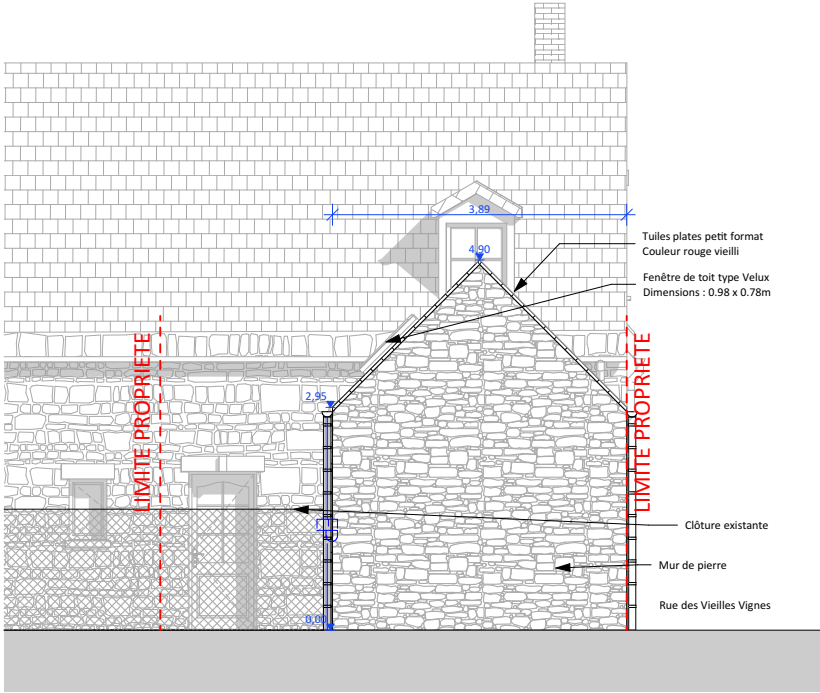 3,89
4,90
Tuiles plates petit format
Couleur rouge vieilli
Fenêtre de toit type Velux
Dimensions : 0.98 x 0.78m
LIMITE PROPRIETE
LIMITE PROPRIETE
2,95
Clôture existante
Mur de pierre
Rue des Vieilles Vignes
0,00